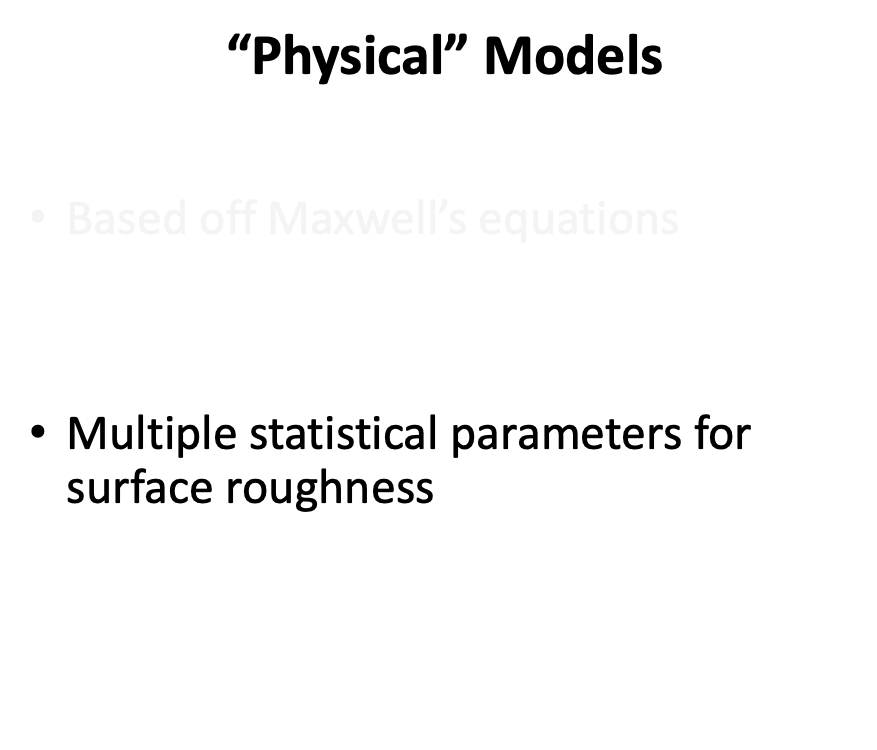 “Physical” Models
• Based off Maxwell’s equations
• Multiple statistical parameters for
surface roughness